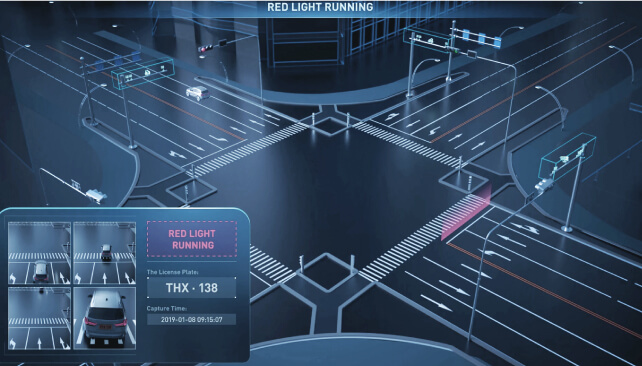 RED LIGHT RUNNING
RED LIGHT
RUNNING
The License Plate:
THX · 138
Capture Time:
2019-01-08 09:15:07